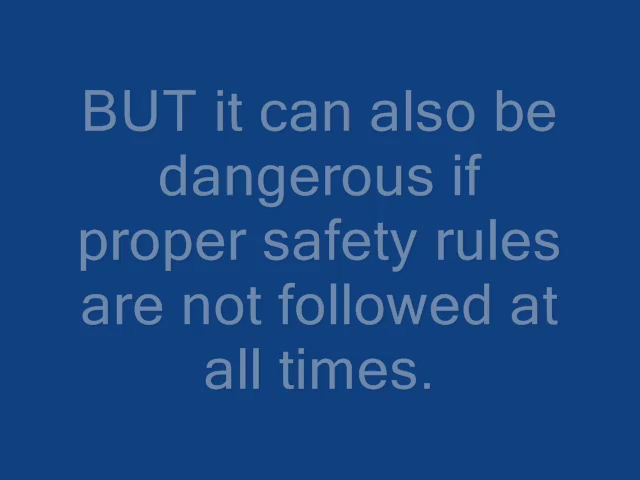 BUT it can also be
dangerous if
proper safety rules
are not followed at
all times.